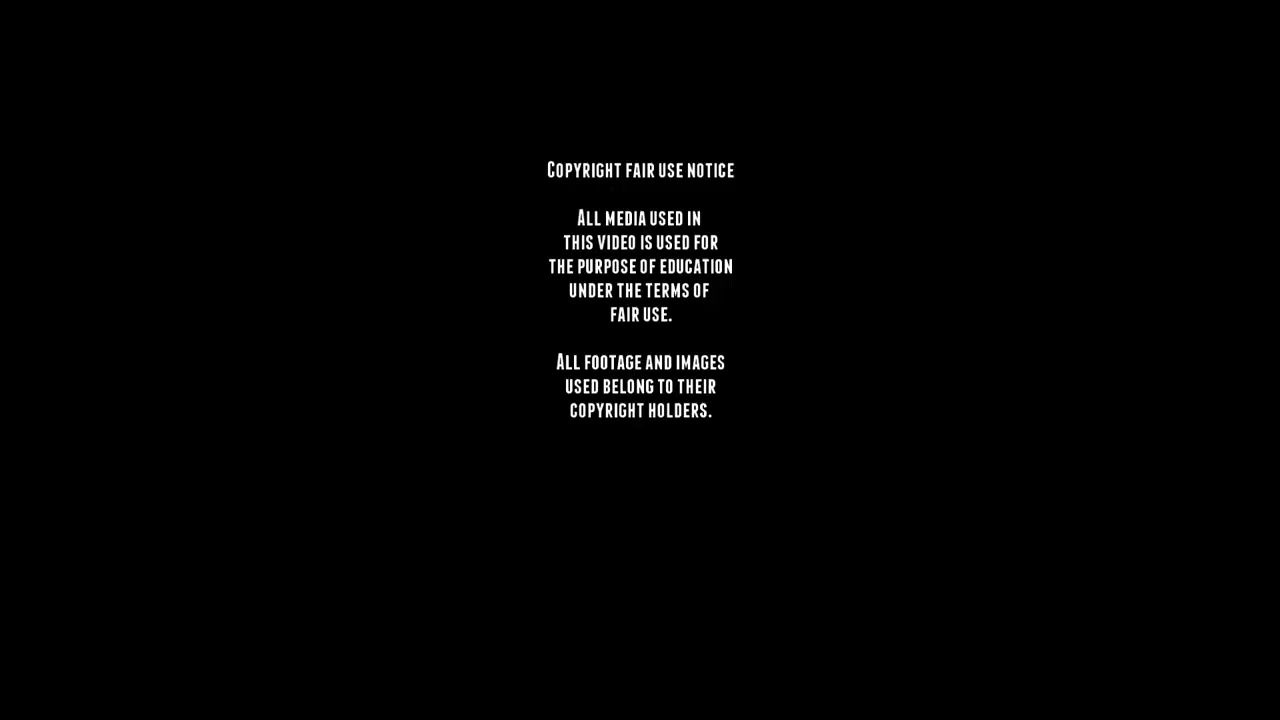 Copyright fair use notice
All media used in
this video is used for
the purpose of education
under the terms of
fair use.
All footage and images
used belong to their
copyright holders.